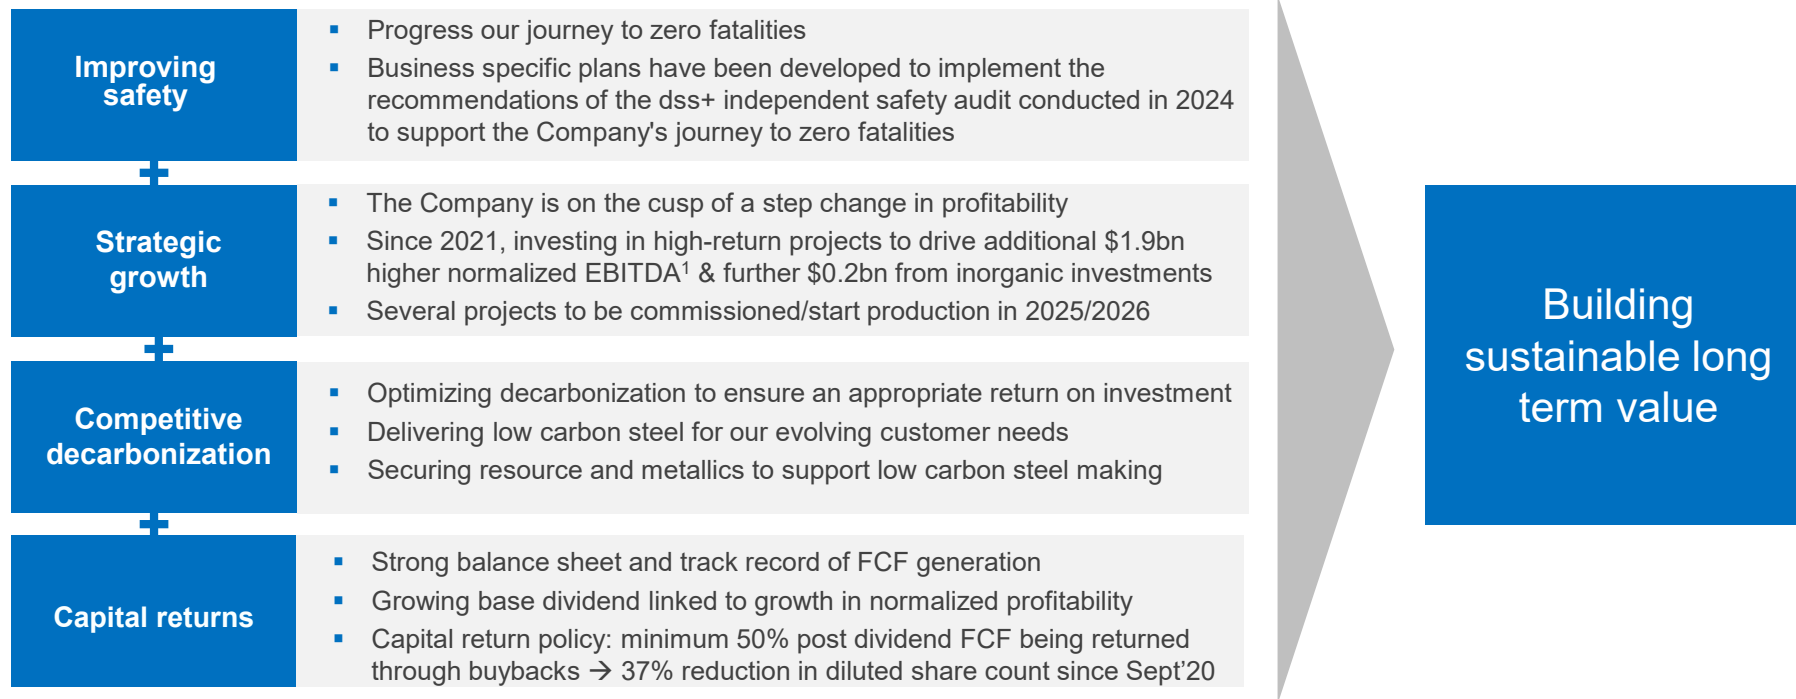 Improving
safety
▪ Progress our journey to zero fatalities
▪ Business specific plans have been developed to implement the
recommendations of the dss+ independent safety audit conducted in 2024
to support the Company's journey to zero fatalities
Strategic
growth
▪ The Company is on the cusp of a step change in profitability
▪ Since 2021, investing in high-return projects to drive additional $1.9bn
higher normalized EBITDA¹ & further $0.2bn from inorganic investments
▪ Several projects to be commissioned/start production in 2025/2026
Competitive
decarbonization
▪ Optimizing decarbonization to ensure an appropriate return on investment
▪ Delivering low carbon steel for our evolving customer needs
▪ Securing resource and metallics to support low carbon steel making
Capital returns
▪ Strong balance sheet and track record of FCF generation
▪ Growing base dividend linked to growth in normalized profitability
▪ Capital return policy: minimum 50% post dividend FCF being returned
through buybacks → 37% reduction in diluted share count since Sept’20
Building
sustainable long
term value